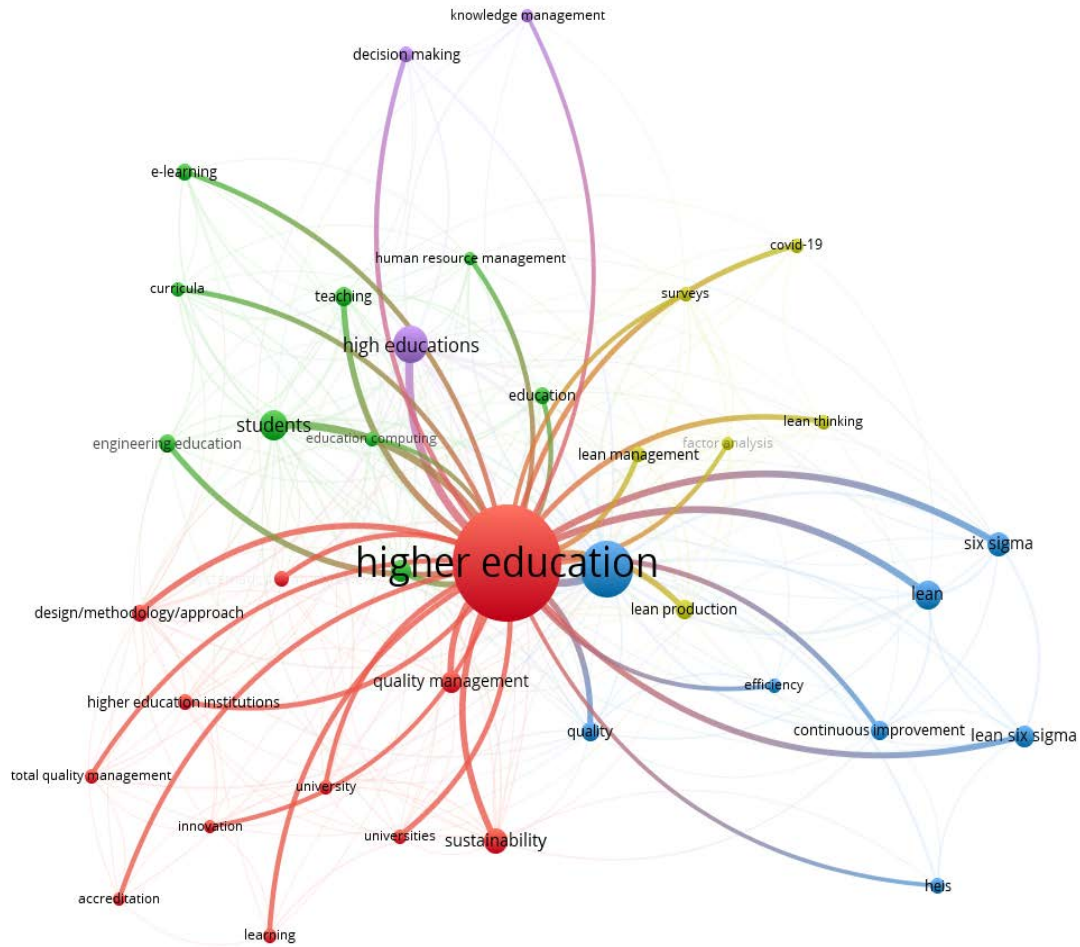 knowledge management
decision making
e-learning
covid-19
human resource management
curricula
teaching
surveys
high educations
education
lean thinking
students
education computing
engineering education
factor analysis
lean management
six sigma
higher education
lean
lean production
design/methodology/approach
quality management
efficiency
higher education institutions
quality
continuous improvement
lean six sigma
total quality management
university
innovation
universities
sustainability
heis
accreditation
learning